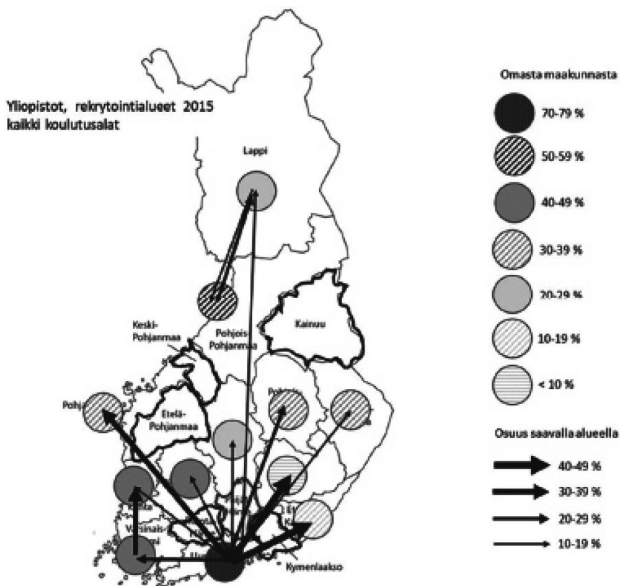 Yliopistot, rekrytointialueet 2015
kaikki koulutusalat
Lappi
Keski-
Pohjanmaa
Pohjois-
Pohjanmaa
Kainuu
Etelä-
Pohjanmaa
Kymenlaakso
Omasta maakunnasta
70-79 %
50-59 %
40-49 %
30-39 %
20-29 %
10-19 %
< 10 %
Osuus saavalla alueella
40-49 %
30-39 %
20-29 %
10-19 %